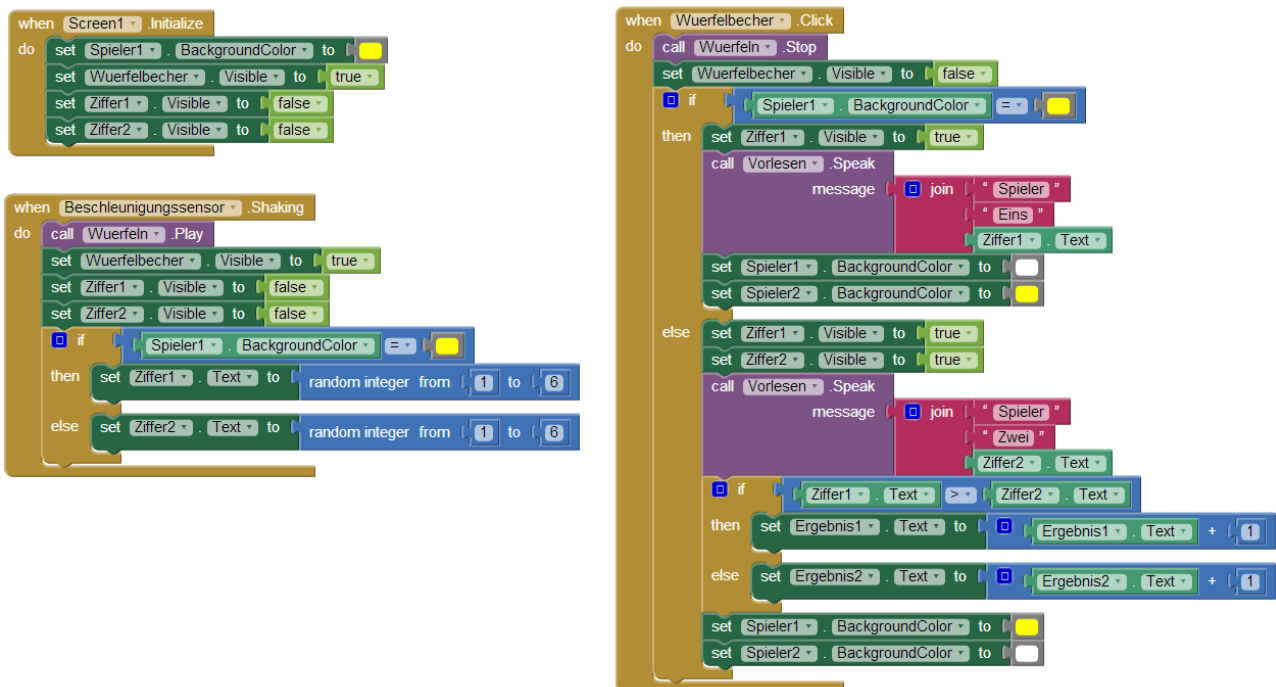 when Screen1 .Initialize
do set Spieler1 . BackgroundColor to
set Wuerfelbecher . Visible to true
set Ziffer1 . Visible to false
set Ziffer2 . Visible to false
when Beschleunigungssensor .Shaking
do call Wuerfeln .Play
set Wuerfelbecher . Visible to true
set Ziffer1 . Visible to false
set Ziffer2 . Visible to false
if Spieler1 . BackgroundColor =
then set Ziffer1 . Text to random integer from 1 to 6
else set Ziffer2 . Text to random integer from 1 to 6
when Wuerfelbecher .Click
do call Wuerfeln .Stop
set Wuerfelbecher . Visible to false
if Spieler1 . BackgroundColor =
then set Ziffer1 . Visible to true
call Vorlesen .Speak
message join " Spieler "
" Eins "
Ziffer1 . Text
set Spieler1 . BackgroundColor to
set Spieler2 . BackgroundColor to
else set Ziffer1 . Visible to true
set Ziffer2 . Visible to true
call Vorlesen .Speak
message join " Spieler "
" Zwei "
Ziffer2 . Text
if Ziffer1 . Text > Ziffer2 . Text
then set Ergebnis1 . Text to Ergebnis1 . Text + 1
else set Ergebnis2 . Text to Ergebnis2 . Text + 1
set Spieler1 . BackgroundColor to
set Spieler2 . BackgroundColor to